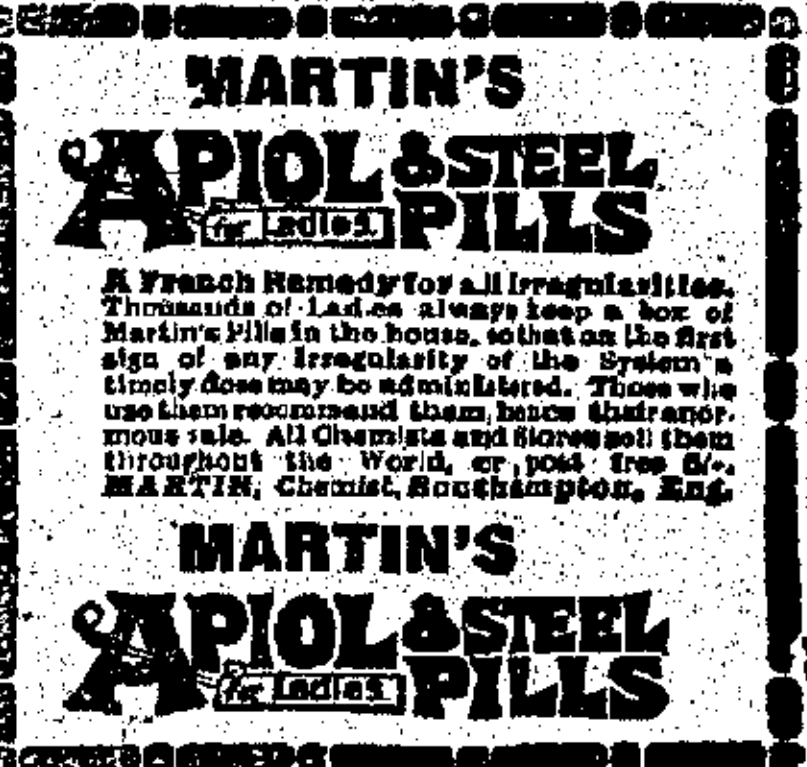 MARTIN'S
APIOL & STEEL
for Ladies. PILLS
A French Remedy for all Irregularities.
Thousands of Ladies always keep a box of
Martin's Pills in the house, so that on the first
sign of any Irregularity of the System a
timely dose may be administered. Those who
use them recommend them, hence their enor-
mous sale. All Chemists and Stores sell them
throughout the World, or post free
MARTIN, Chemist, Southampton, Eng.
MARTIN'S
APIOL & STEEL
for Ladies. PILLS